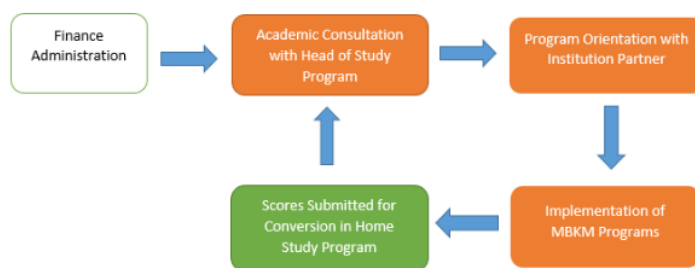 Finance
Administration
Academic Consultation
with Head of Study
Program
Program Orientation with
Institution Partner
Scores Submitted for
Conversion in Home
Study Program
Implementation of
MBKM Programs